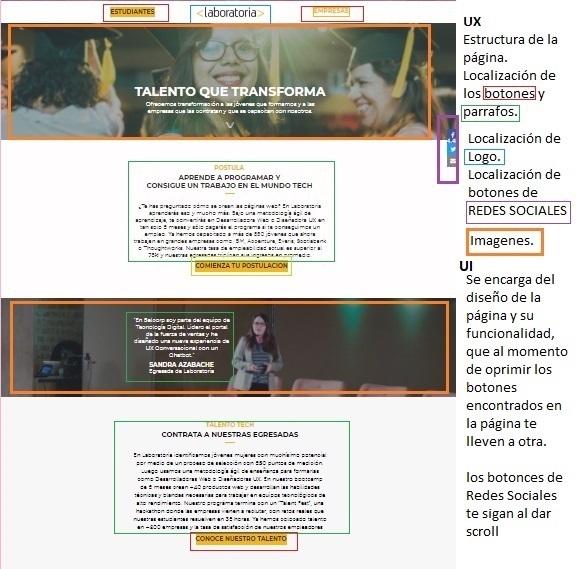 ESTUDIANTES
<laboratoria>
EMPRESAS
TALENTO QUE TRANSFORMA
Ofrecemos transformación a las jóvenes que formamos y a las
empresas que las contratan y que se capacitan con nosotros.
POSTULA
APRENDE A PROGRAMAR Y
CONSIGUE UN TRABAJO EN EL MUNDO TECH
¿Te has preguntado cómo se crean las páginas web? En Laboratoria
aprenderás eso y mucho más. Bajo una metodología ágil de
aprendizaje, te convertirás en Desarrolladora Web o Diseñadora UX en
tan solo 6 meses y sólo pagarás el programa si te conseguimos un
empleo. Ya hemos capacitado a más de 830 jóvenes que ahora
trabajan en grandes empresas como IBM, Accenture, Everis, Scotiabank
o Thoughtworks. Nuestra tasa de empleabilidad actual es superior al
75% y nuestras egresadas triplican sus ingresos en promedio.
COMIENZA TU POSTULACION
"En Belcorp soy parte del equipo de
Tecnología Digital. Lidero el portal
de la fuerza de ventas y he
diseñado una nueva experiencia de
UX Conversacional con un
Chatbot."
SANDRA AZABACHE
Egresada de Laboratoria
TALENTO TECH
CONTRATA A NUESTRAS EGRESADAS
En Laboratoria identificamos jóvenes mujeres con muchísimo potencial
por medio de un proceso de selección con 550 puntos de medición.
Luego usamos una metodología ágil de enseñanza para formarlas
como Desarrolladoras Web o Diseñadoras UX. En nuestro bootcamp
de 6 meses crean +40 productos web y desarrollan las habilidades
técnicas y blandas necesarias para trabajar en equipos tecnológicos de
alto rendimiento. Nuestro programa termina con un "Talent Fest", una
hackathon donde las empresas vienen a reclutar, con retos reales que
nuestras estudiantes resuelven en 36 horas. Ya hemos colocado talento
en +200 empresas y la tasa de satisfacción de nuestros empleadores
CONOCE NUESTRO TALENTO
UX
Estructura de la
página.
Localización de
los botones y
parrafos.
Localización de
Logo.
Localización de
botones de
REDES SOCIALES
Imagenes.
UI
Se encarga del
diseño de la
página y su
funcionalidad,
que al momento
de oprimir los
botones
encontrados en
la página te
lleven a otra.
los botonces de
Redes Sociales
te sigan al dar
scroll